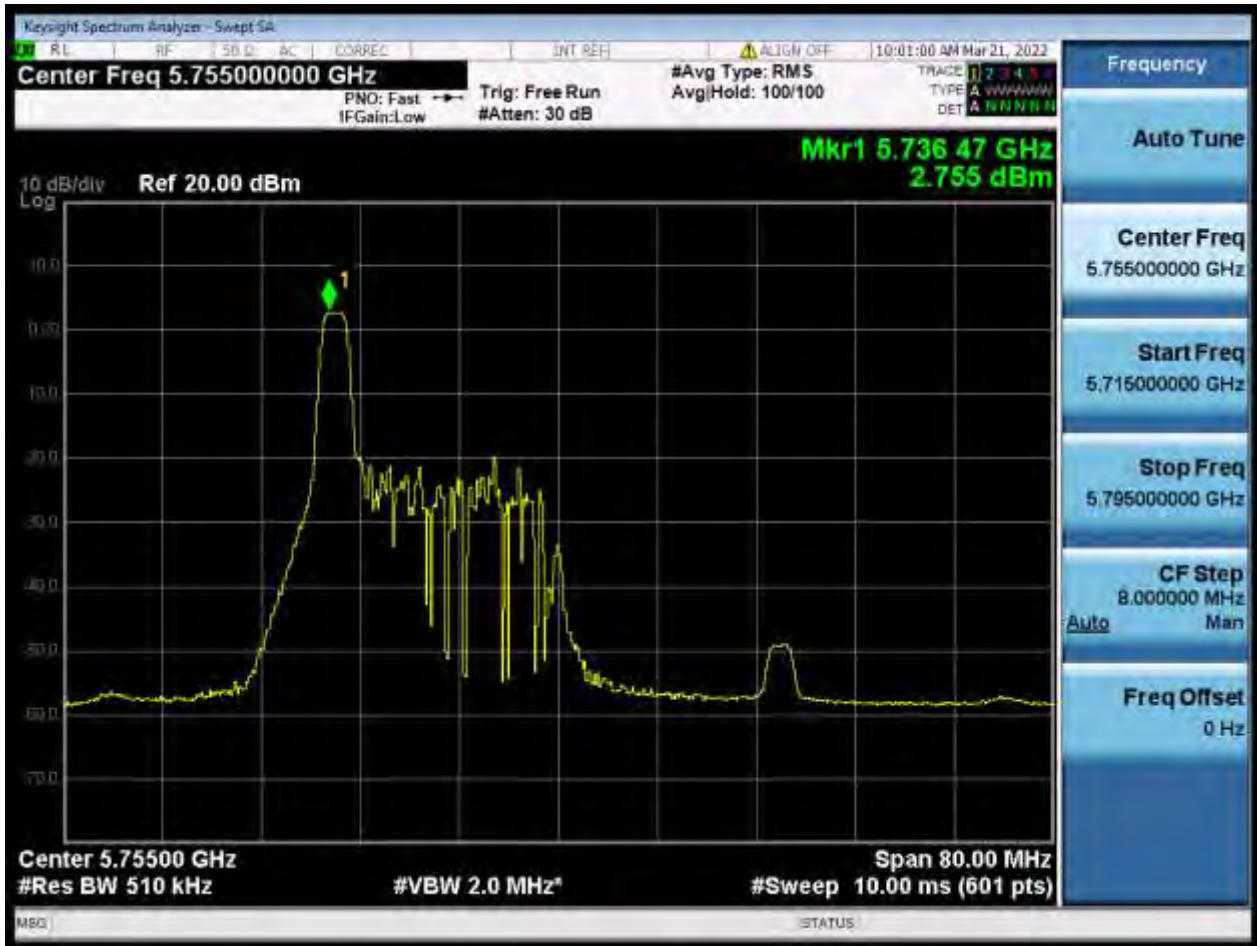 Keysight Spectrum Analyzer - Swept SA
RL RF 50 Ω AC CORREC INT REF ALIGN OFF 10:01:00 AM Mar 21, 2022
Center Freq 5.755000000 GHz
PNO: Fast
IFGain:Low
Trig: Free Run
#Atten: 30 dB
#Avg Type: RMS
Avg|Hold: 100/100
TRACE 1 2 3 4 5 6
TYPE A WWWWW
DET A N N N N N
Mkr1 5.736 47 GHz
2.755 dBm
10 dB/div Ref 20.00 dBm
Log
10.0
0.00
-10.0
-20.0
-30.0
-40.0
-50.0
-60.0
-70.0
1
Center 5.75500 GHz
Span 80.00 MHz
#Res BW 510 kHz
#VBW 2.0 MHz*
#Sweep 10.00 ms (601 pts)
MSG
STATUS
Frequency
Auto Tune
Center Freq
5.755000000 GHz
Start Freq
5.715000000 GHz
Stop Freq
5.795000000 GHz
CF Step
8.000000 MHz
Auto Man
Freq Offset
0 Hz